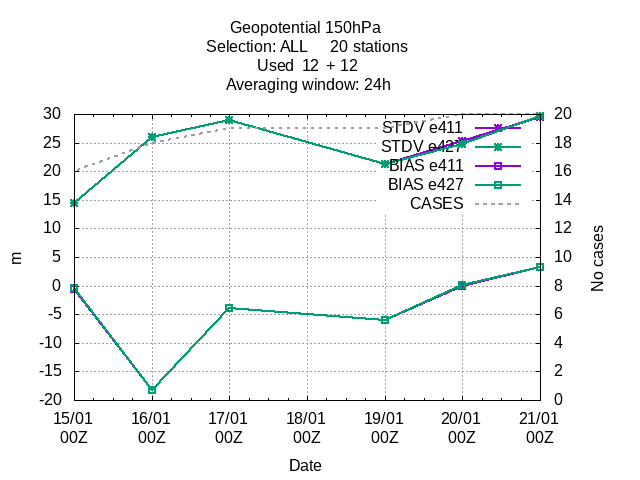 Geopotential 150hPa
Selection: ALL     20 stations
Used  12  + 12
Averaging window: 24h
30
25
20
15
10
5
0
-5
-10
-15
-20
m
20
18
16
14
12
10
8
6
4
2
0
No cases
STDV e411
STDV e427
BIAS e411
BIAS e427
CASES
15/01 16/01 17/01 18/01 19/01 20/01 21/01
00Z 00Z 00Z 00Z 00Z 00Z 00Z
Date